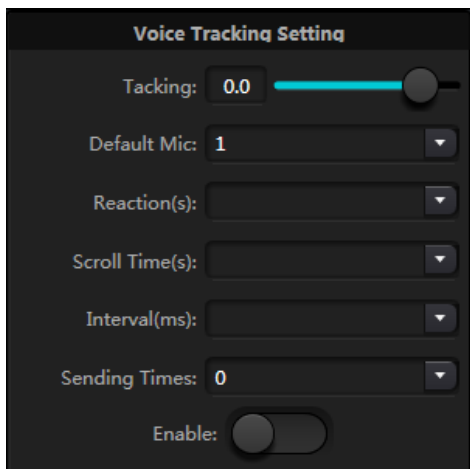 Voice Tracking Setting
Tacking: 0.0
Default Mic: 1
Reaction(s):
Scroll Time(s):
Interval(ms):
Sending Times: 0
Enable: